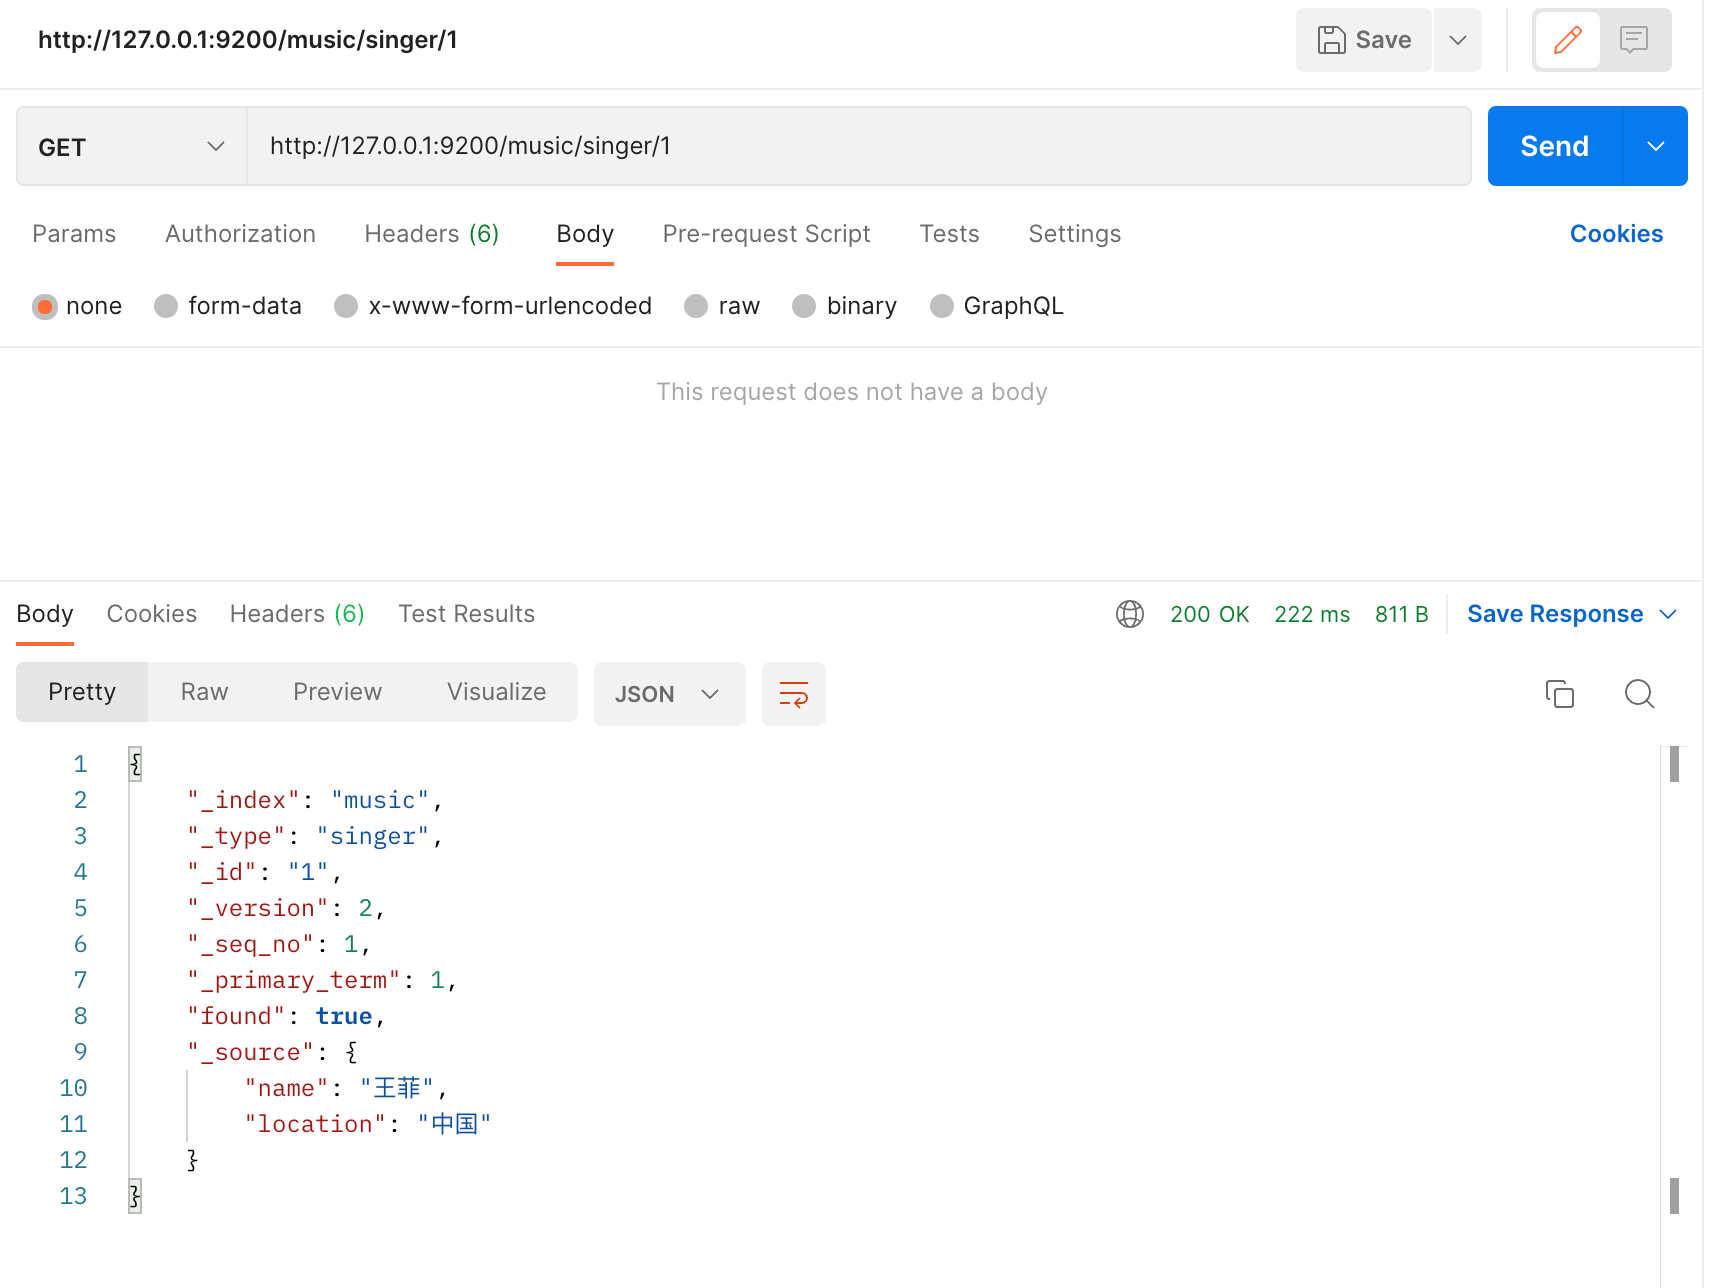 http://127.0.0.1:9200/music/singer/1 Save
GET http://127.0.0.1:9200/music/singer/1 Send
Params Authorization Headers (6) Body Pre-request Script Tests Settings Cookies
none form-data x-www-form-urlencoded raw binary GraphQL
This request does not have a body
Body Cookies Headers (6) Test Results 200 OK 222 ms 811 B Save Response
Pretty Raw Preview Visualize JSON
1 {
2 "_index": "music",
3 "_type": "singer",
4 "_id": "1",
5 "_version": 2,
6 "_seq_no": 1,
7 "_primary_term": 1,
8 "found": true,
9 "_source": {
10 "name": "王菲",
11 "location": "中国"
12 }
13 }